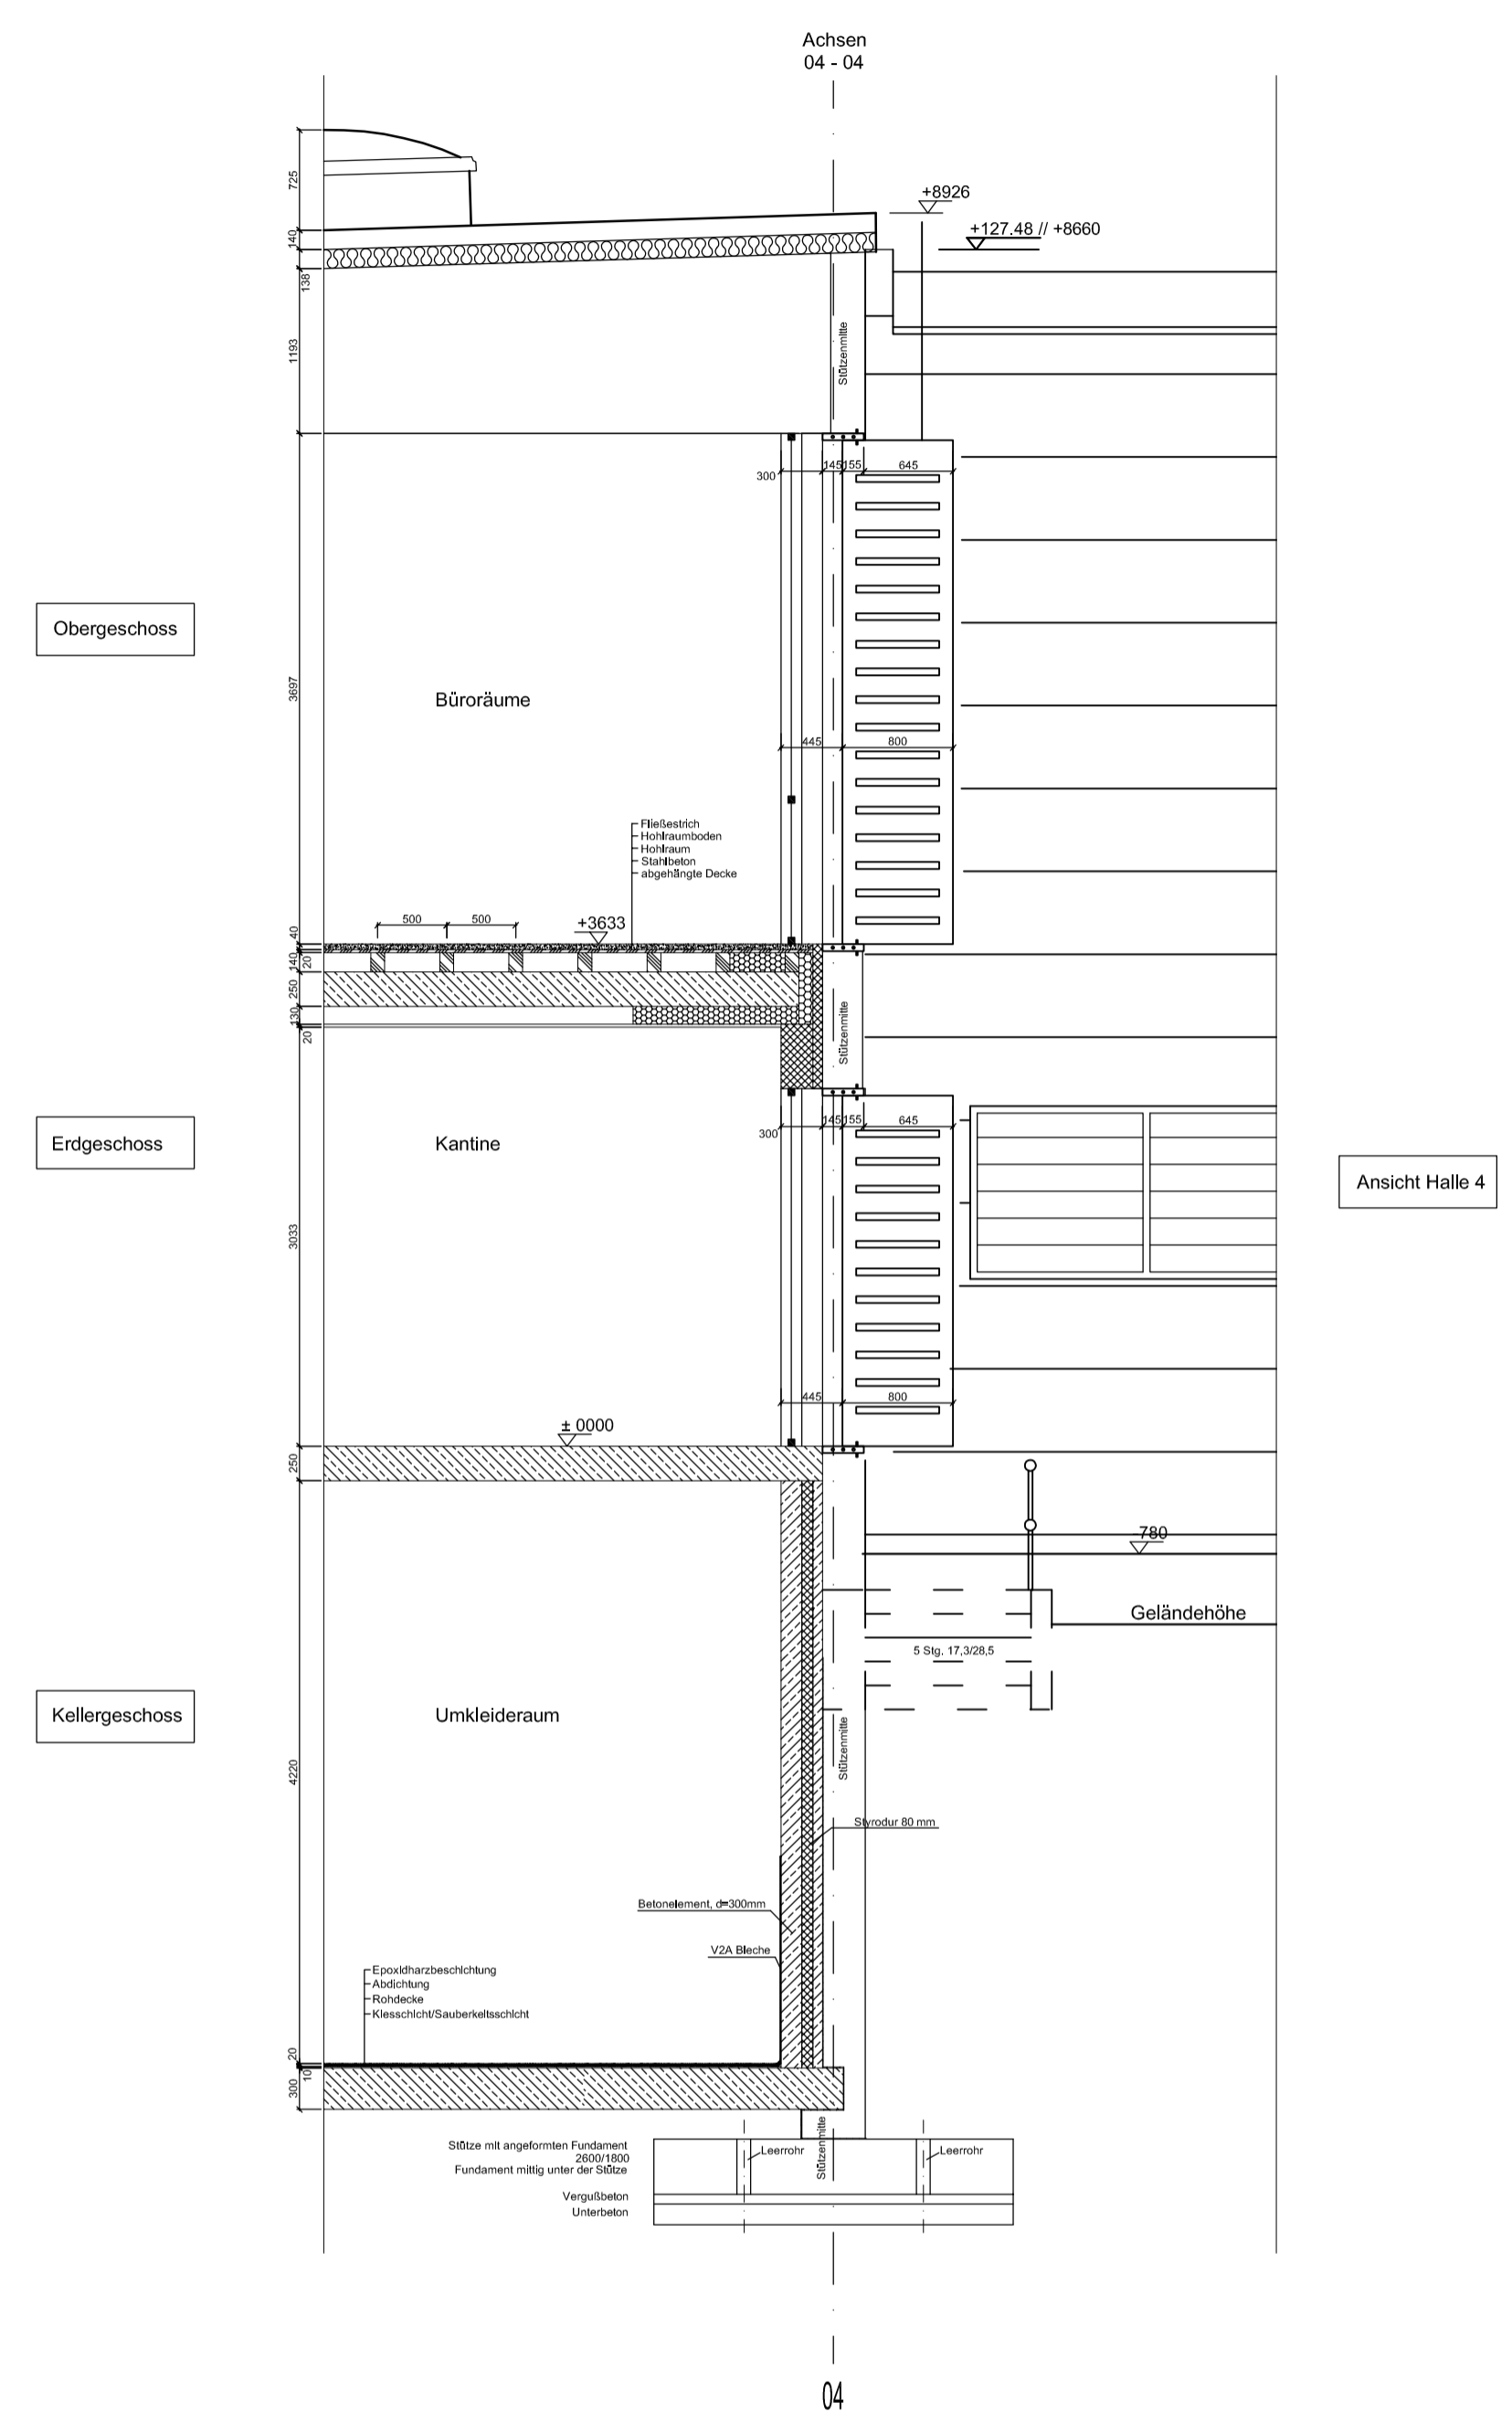 Achsen
04 - 04
+8926
+127.48 // +8660
725
140
138
1193
Stützenmitte
300
145
155
645
Obergeschoss
3697
Büroräume
445
800
Fließestrich
Hohlraumboden
Hohlraum
Stahlbeton
abgehängte Decke
500
500
+3633
40
140
20
250
130
20
Stützenmitte
300
145
155
645
Erdgeschoss
Kantine
Ansicht Halle 4
3033
445
800
± 0000
250
-780
Geländehöhe
5 Stg. 17,3/28,5
Kellergeschoss
Umkleideraum
Stützenmitte
4220
Styrodur 80 mm
Betonelement, d=300mm
V2A Bleche
Epoxidharzbeschichtung
Abdichtung
Rohdecke
Kiesschicht/Sauberkeitsschicht
20
10
300
Stütze mit angeformten Fundament
2600/1800
Fundament mittig unter der Stütze
Leerrohr
Stützenmitte
Leerrohr
Vergußbeton
Unterbeton
04